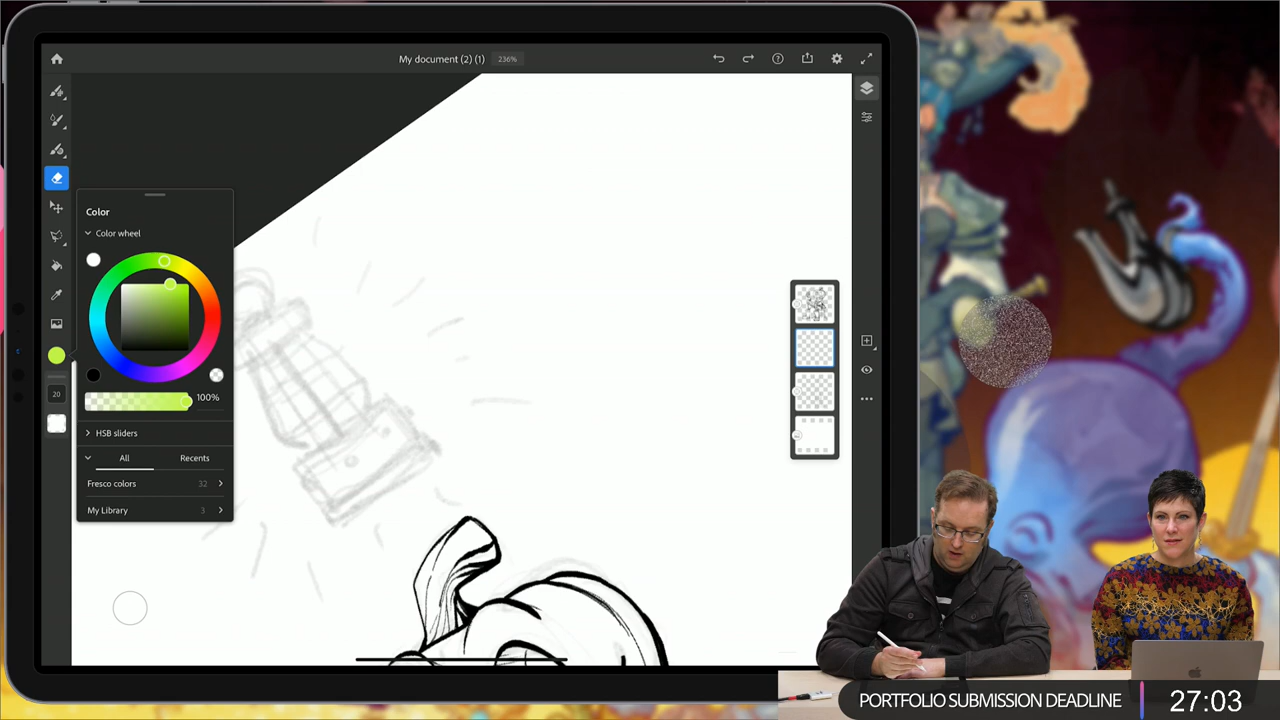 My document (2) (1) 236%
Color
Color wheel
100%
HSB sliders
20
All Recents
Fresco colors 32
My Library 3
PORTFOLIO SUBMISSION DEADLINE 27:03